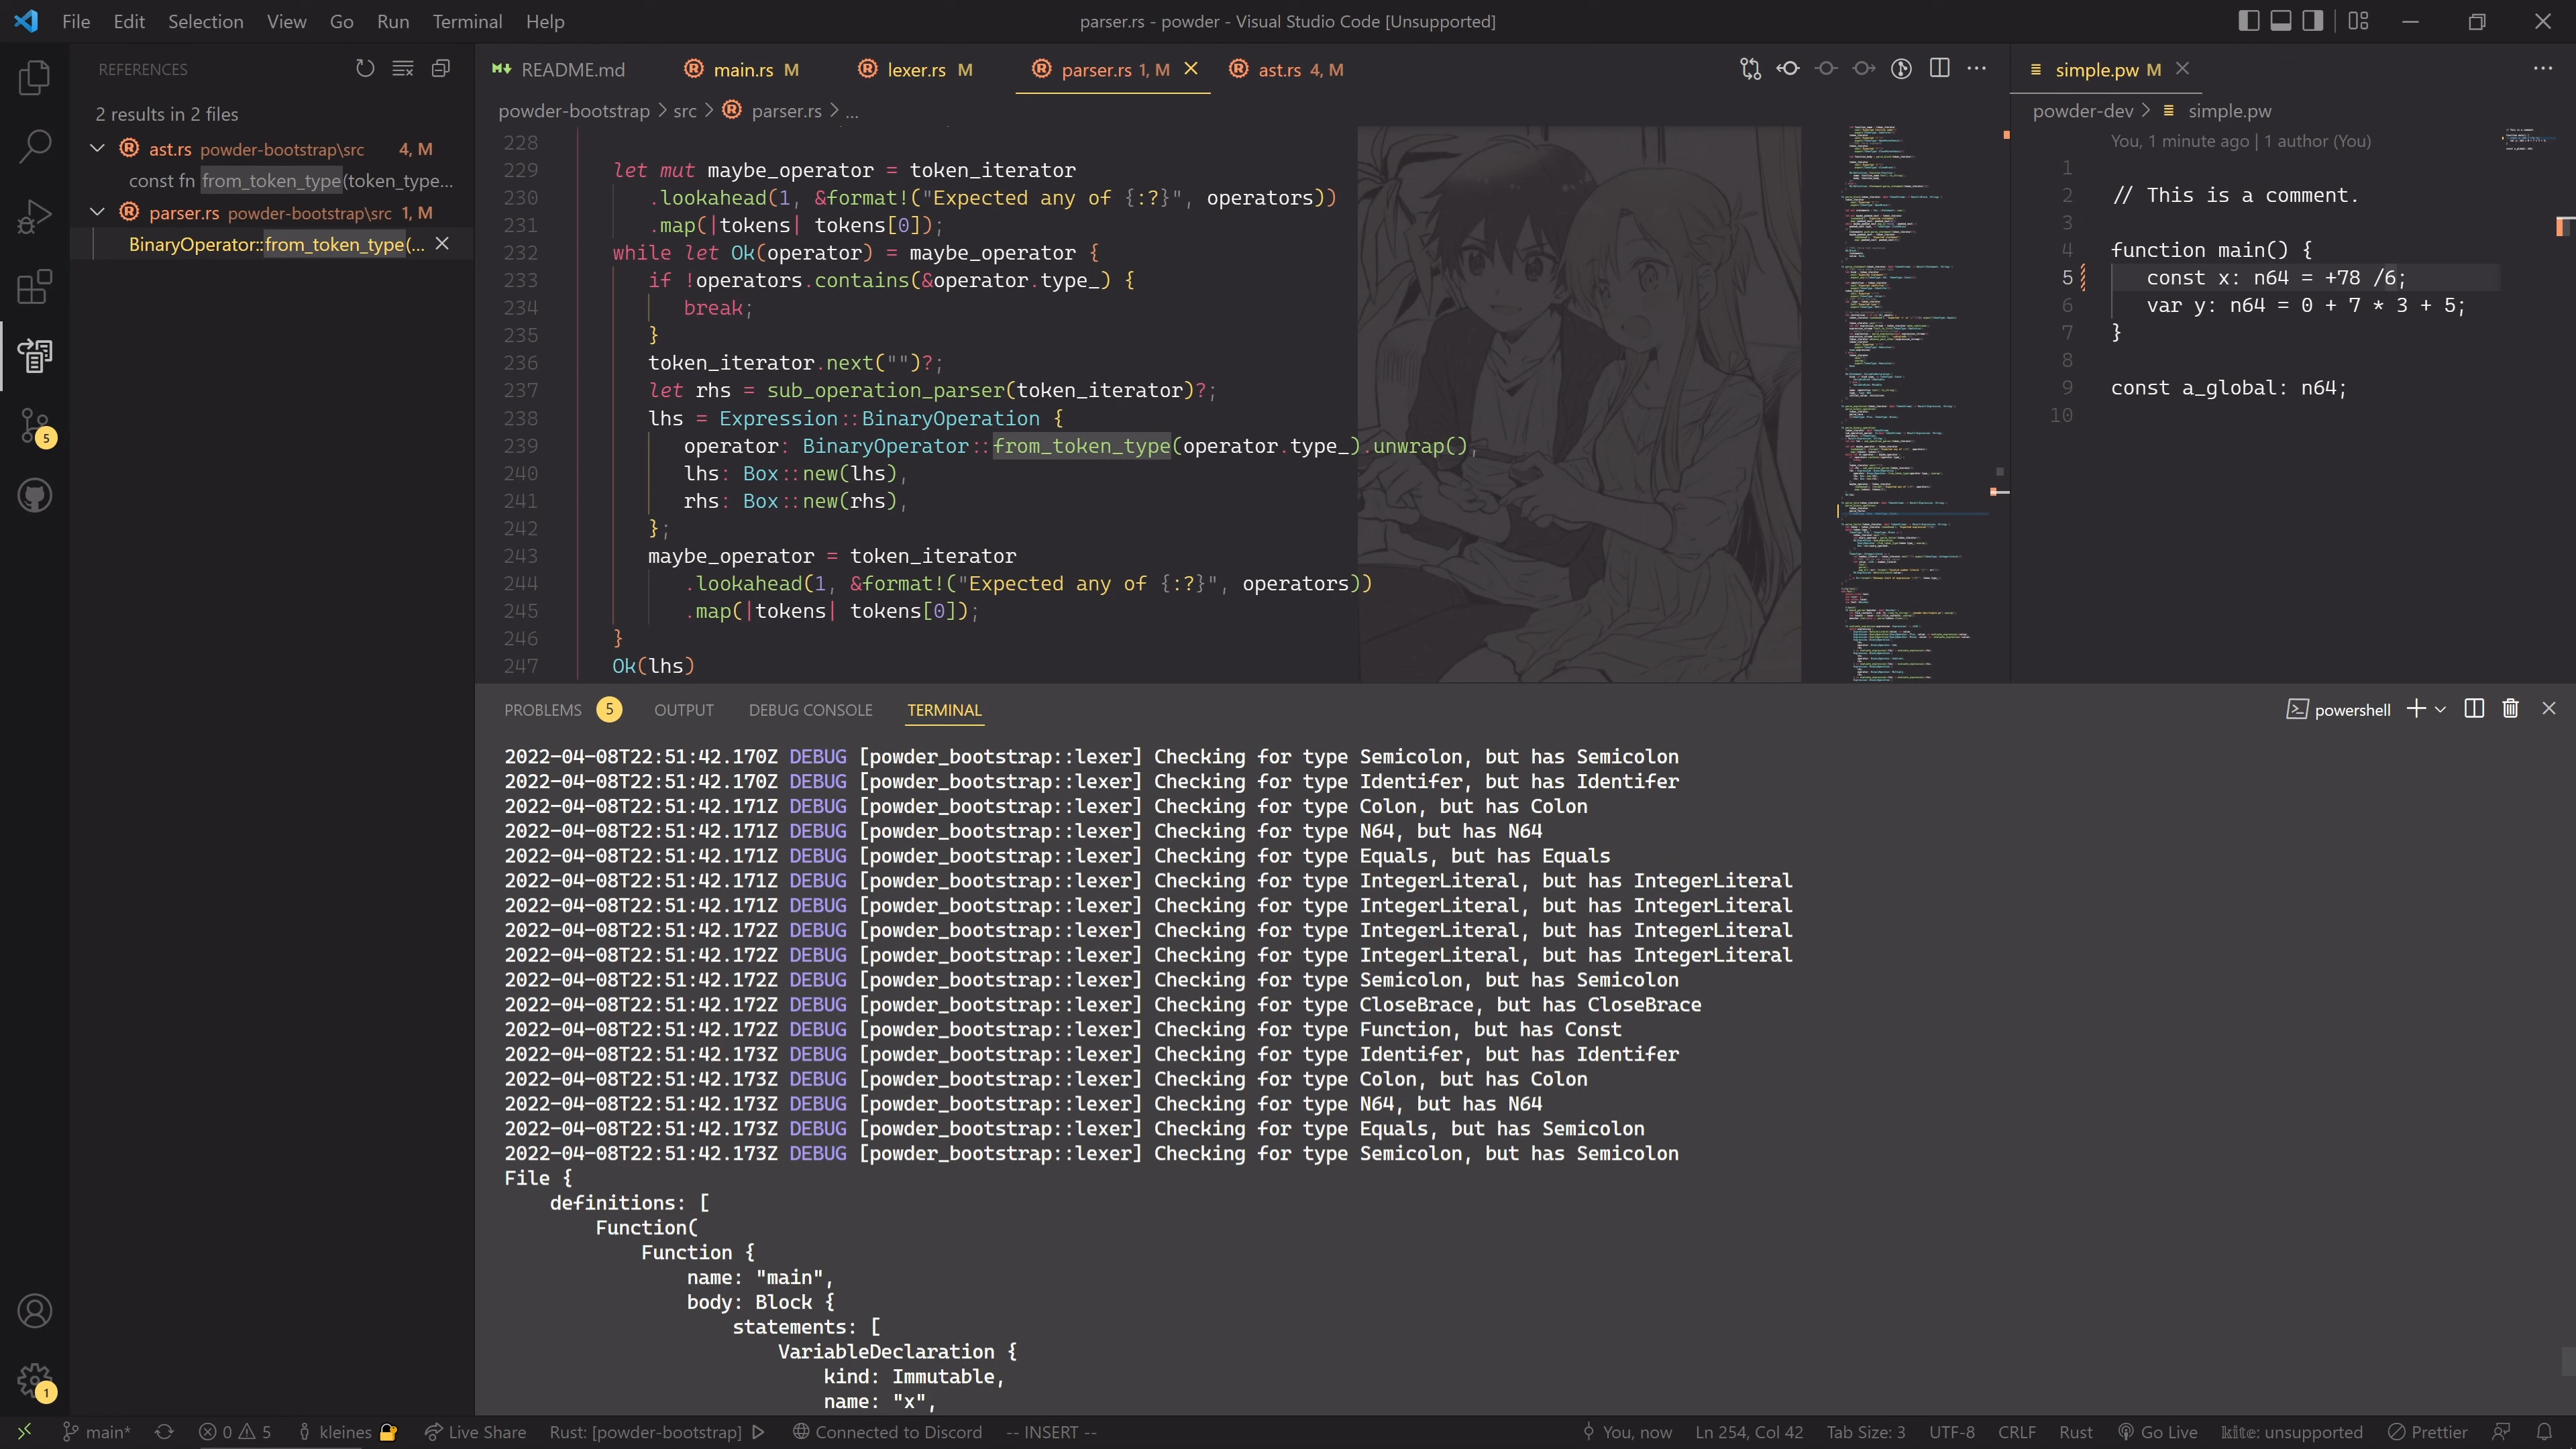 File Edit Selection View Go Run Terminal Help
parser.rs - powder - Visual Studio Code [Unsupported]
REFERENCES
2 results in 2 files
ast.rs powder-bootstrap\src 4, M
const fn from_token_type(token_type...
parser.rs powder-bootstrap\src 1, M
BinaryOperator::from_token_type(...
5
1
README.md main.rs M lexer.rs M parser.rs 1, M ast.rs 4, M
powder-bootstrap > src > parser.rs > ...
228
229 let mut maybe_operator = token_iterator
230 .lookahead(1, &format!("Expected any of {:?}", operators))
231 .map(|tokens| tokens[0]);
232 while let Ok(operator) = maybe_operator {
233 if !operators.contains(&operator.type_) {
234 break;
235 }
236 token_iterator.next("")?;
237 let rhs = sub_operation_parser(token_iterator)?;
238 lhs = Expression::BinaryOperation {
239 operator: BinaryOperator::from_token_type(operator.type_).unwrap(),
240 lhs: Box::new(lhs),
241 rhs: Box::new(rhs),
242 };
243 maybe_operator = token_iterator
244 .lookahead(1, &format!("Expected any of {:?}", operators))
245 .map(|tokens| tokens[0]);
246 }
247 Ok(lhs)
simple.pw M
powder-dev > simple.pw
You, 1 minute ago | 1 author (You)
1
2 // This is a comment.
3
4 function main() {
5 const x: n64 = +78 /6;
6 var y: n64 = 0 + 7 * 3 + 5;
7 }
8
9 const a_global: n64;
10
PROBLEMS 5 OUTPUT DEBUG CONSOLE TERMINAL
powershell
2022-04-08T22:51:42.170Z DEBUG [powder_bootstrap::lexer] Checking for type Semicolon, but has Semicolon
2022-04-08T22:51:42.170Z DEBUG [powder_bootstrap::lexer] Checking for type Identifer, but has Identifer
2022-04-08T22:51:42.171Z DEBUG [powder_bootstrap::lexer] Checking for type Colon, but has Colon
2022-04-08T22:51:42.171Z DEBUG [powder_bootstrap::lexer] Checking for type N64, but has N64
2022-04-08T22:51:42.171Z DEBUG [powder_bootstrap::lexer] Checking for type Equals, but has Equals
2022-04-08T22:51:42.171Z DEBUG [powder_bootstrap::lexer] Checking for type IntegerLiteral, but has IntegerLiteral
2022-04-08T22:51:42.171Z DEBUG [powder_bootstrap::lexer] Checking for type IntegerLiteral, but has IntegerLiteral
2022-04-08T22:51:42.172Z DEBUG [powder_bootstrap::lexer] Checking for type IntegerLiteral, but has IntegerLiteral
2022-04-08T22:51:42.172Z DEBUG [powder_bootstrap::lexer] Checking for type IntegerLiteral, but has IntegerLiteral
2022-04-08T22:51:42.172Z DEBUG [powder_bootstrap::lexer] Checking for type Semicolon, but has Semicolon
2022-04-08T22:51:42.172Z DEBUG [powder_bootstrap::lexer] Checking for type CloseBrace, but has CloseBrace
2022-04-08T22:51:42.172Z DEBUG [powder_bootstrap::lexer] Checking for type Function, but has Const
2022-04-08T22:51:42.173Z DEBUG [powder_bootstrap::lexer] Checking for type Identifer, but has Identifer
2022-04-08T22:51:42.173Z DEBUG [powder_bootstrap::lexer] Checking for type Colon, but has Colon
2022-04-08T22:51:42.173Z DEBUG [powder_bootstrap::lexer] Checking for type N64, but has N64
2022-04-08T22:51:42.173Z DEBUG [powder_bootstrap::lexer] Checking for type Equals, but has Semicolon
2022-04-08T22:51:42.173Z DEBUG [powder_bootstrap::lexer] Checking for type Semicolon, but has Semicolon
File {
definitions: [
Function(
Function {
name: "main",
body: Block {
statements: [
VariableDeclaration {
kind: Immutable,
name: "x",
main* 0 5 kleines Live Share Rust: [powder-bootstrap] Connected to Discord -- INSERT -- You, now Ln 254, Col 42 Tab Size: 3 UTF-8 CRLF Rust Go Live kite: unsupported Prettier